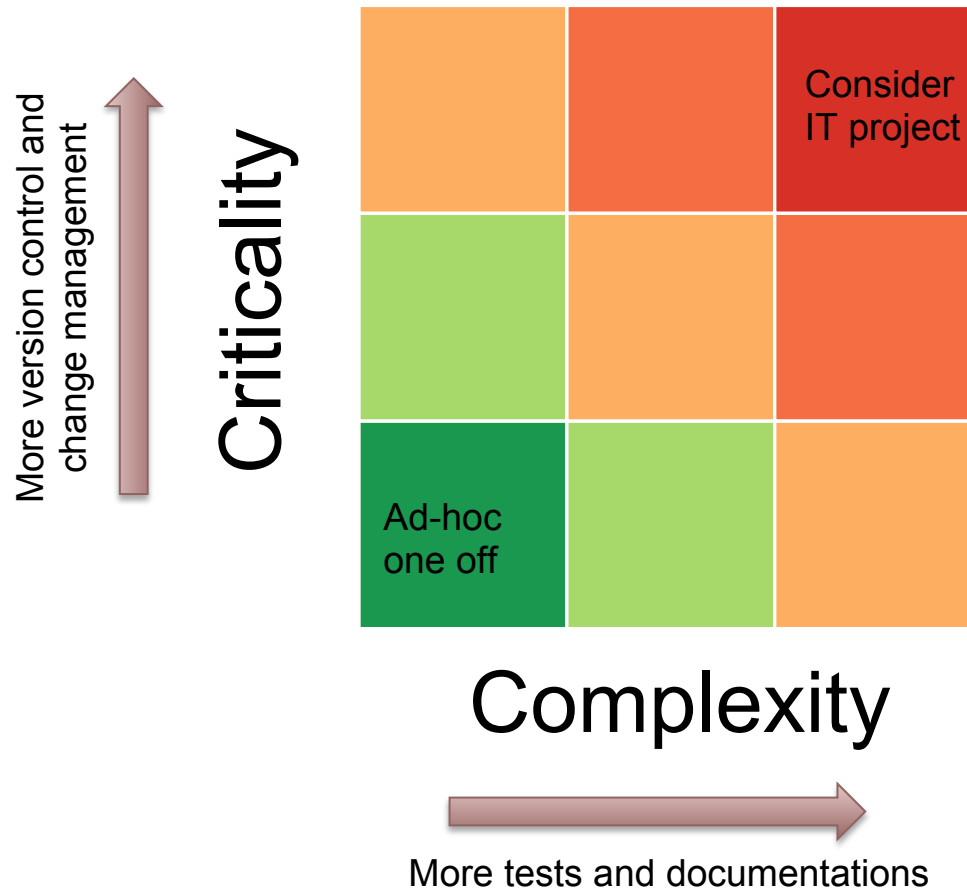 More version control and
change management
Criticality
Consider
IT project
Ad-hoc
one off
Complexity
More tests and documentations